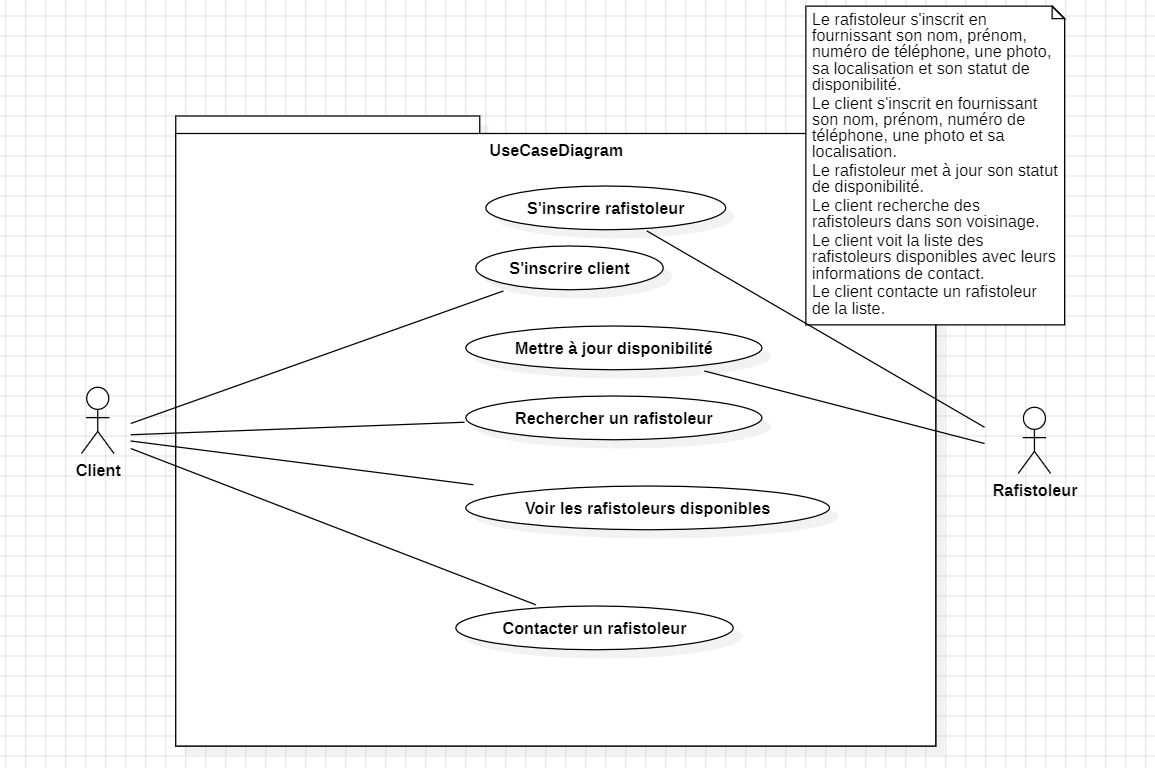 Le rafistoleur s'inscrit en
fournissant son nom, prénom,
numéro de téléphone, une photo,
sa localisation et son statut de
disponibilité.
Le client s'inscrit en fournissant
son nom, prénom, numéro de
téléphone, une photo et sa
localisation.
Le rafistoleur met à jour son statut
de disponibilité.
Le client recherche des
rafistoleurs dans son voisinage.
Le client voit la liste des
rafistoleurs disponibles avec leurs
informations de contact.
Le client contacte un rafistoleur
de la liste.
UseCaseDiagram
S'inscrire rafistoleur
S'inscrire client
Mettre à jour disponibilité
Rechercher un rafistoleur
Client
Rafistoleur
Voir les rafistoleurs disponibles
Contacter un rafistoleur